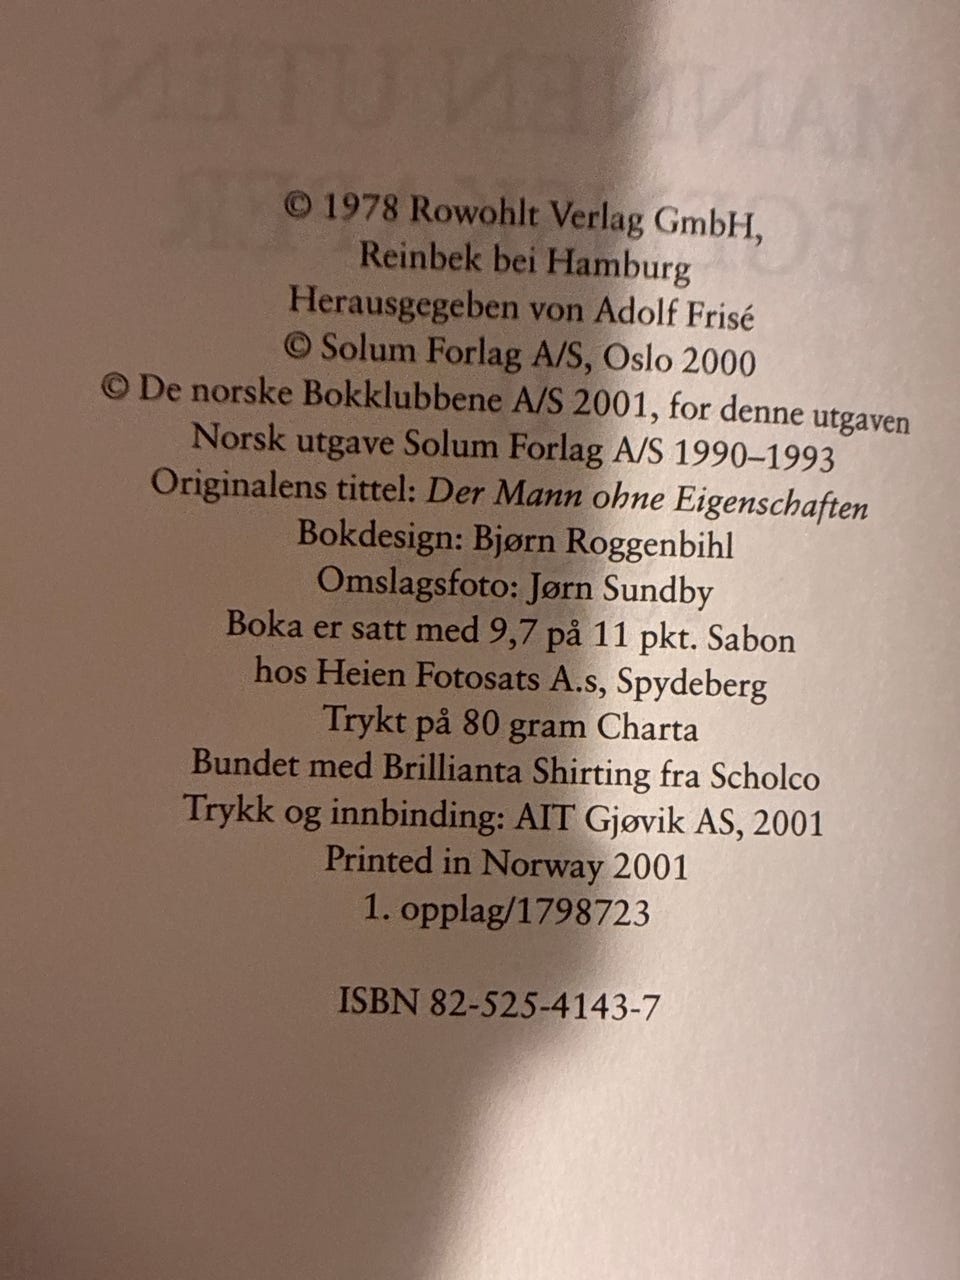 © 1978 Rowohlt Verlag GmbH,
Reinbek bei Hamburg
Herausgegeben von Adolf Frisé
© Solum Forlag A/S, Oslo 2000
© De norske Bokklubbene A/S 2001, for denne utgaven
Norsk utgave Solum Forlag A/S 1990–1993
Originalens tittel: Der Mann ohne Eigenschaften
Bokdesign: Bjørn Roggenbihl
Omslagsfoto: Jørn Sundby
Boka er satt med 9,7 på 11 pkt. Sabon
hos Heien Fotosats A.s, Spydeberg
Trykt på 80 gram Charta
Bundet med Brillianta Shirting fra Scholco
Trykk og innbinding: AIT Gjøvik AS, 2001
Printed in Norway 2001
1. opplag/1798723
ISBN 82-525-4143-7